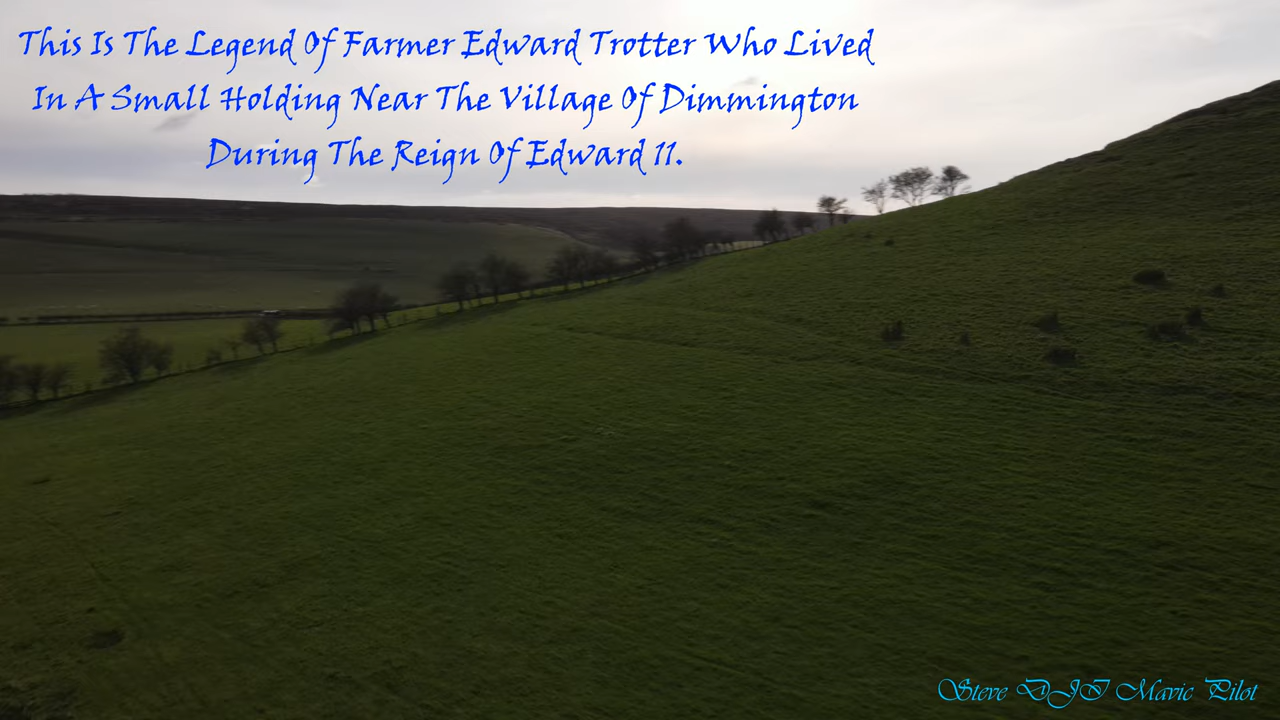 This Is The Legend Of Farmer Edward Trotter Who Lived
In A Small Holding Near The Village Of Dimmington
During The Reign Of Edward 11.
Steve DJI Mavic Pilot